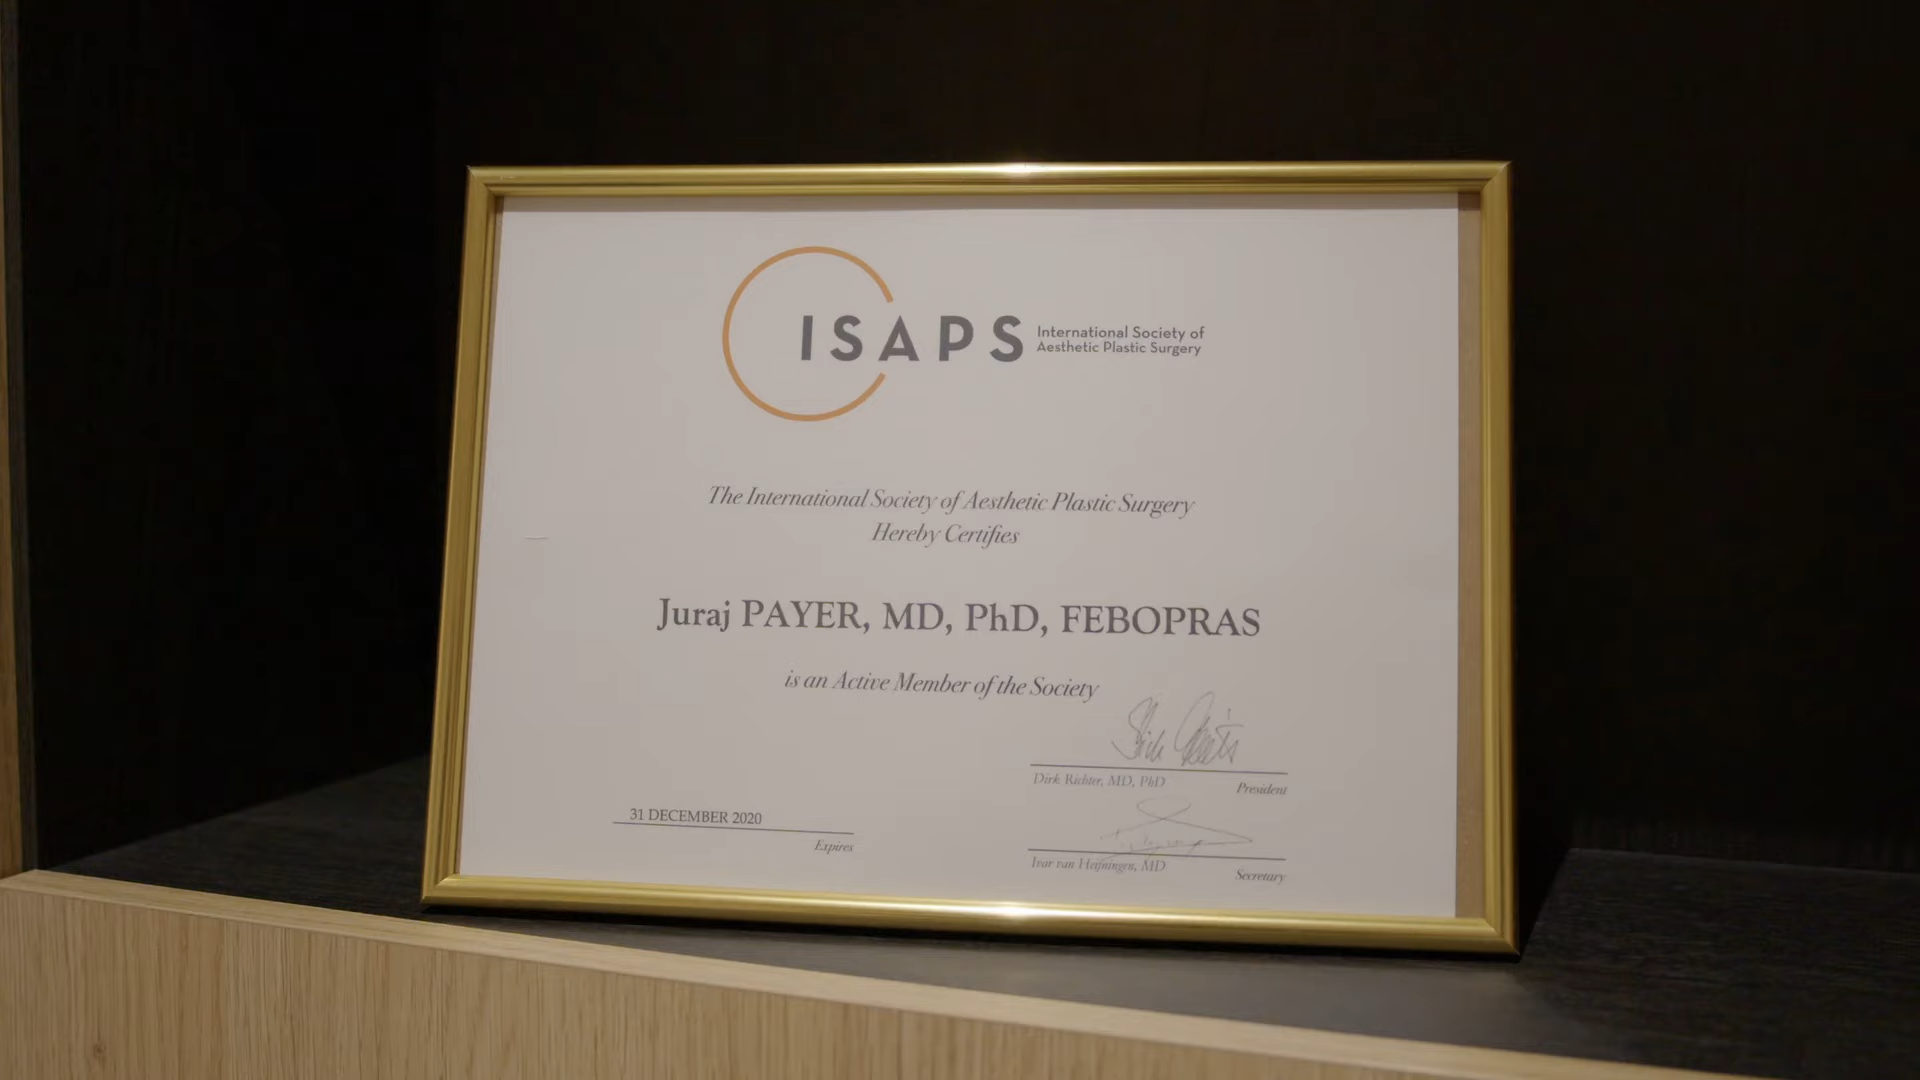 ISAPS
International Society of
Aesthetic Plastic Surgery
The International Society of Aesthetic Plastic Surgery
Hereby Certifies
Juraj PAYER, MD, PhD, FEBOPRAS
is an Active Member of the Society
Dirk Richter, MD, PhD President
31 DECEMBER 2020
Expires
Ivar van Heijningen, MD Secretary